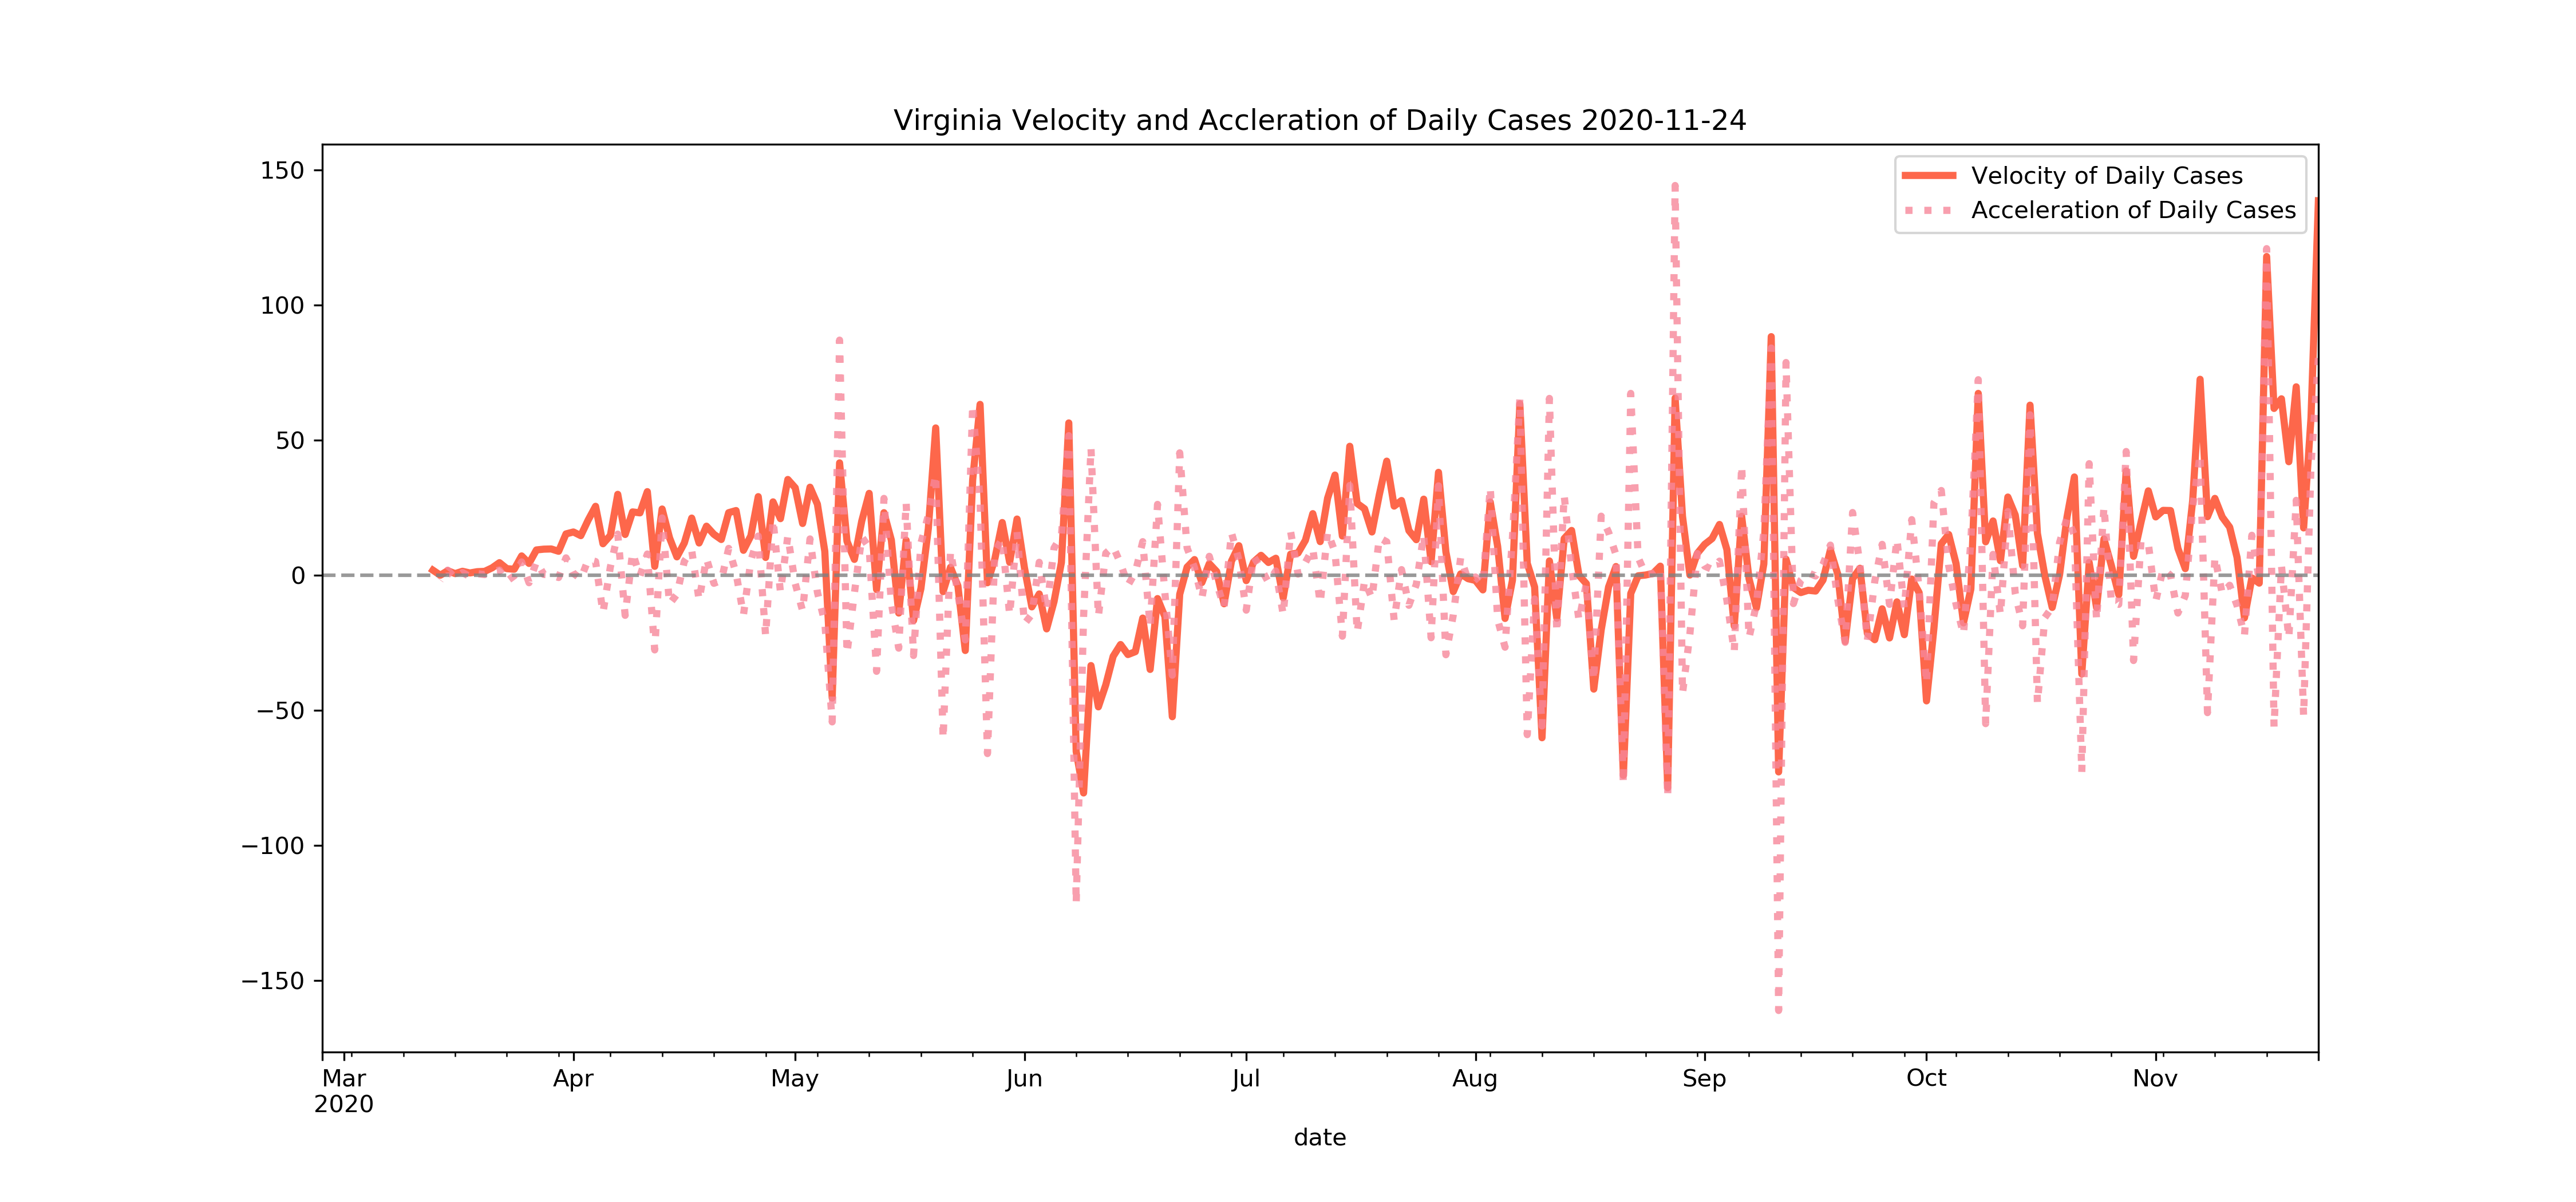 Virginia Velocity and Accleration of Daily Cases 2020-11-24
Velocity of Daily Cases
Acceleration of Daily Cases
150
100
50
0
−50
−100
−150
Mar Apr May Jun Jul Aug Sep Oct Nov
2020
date